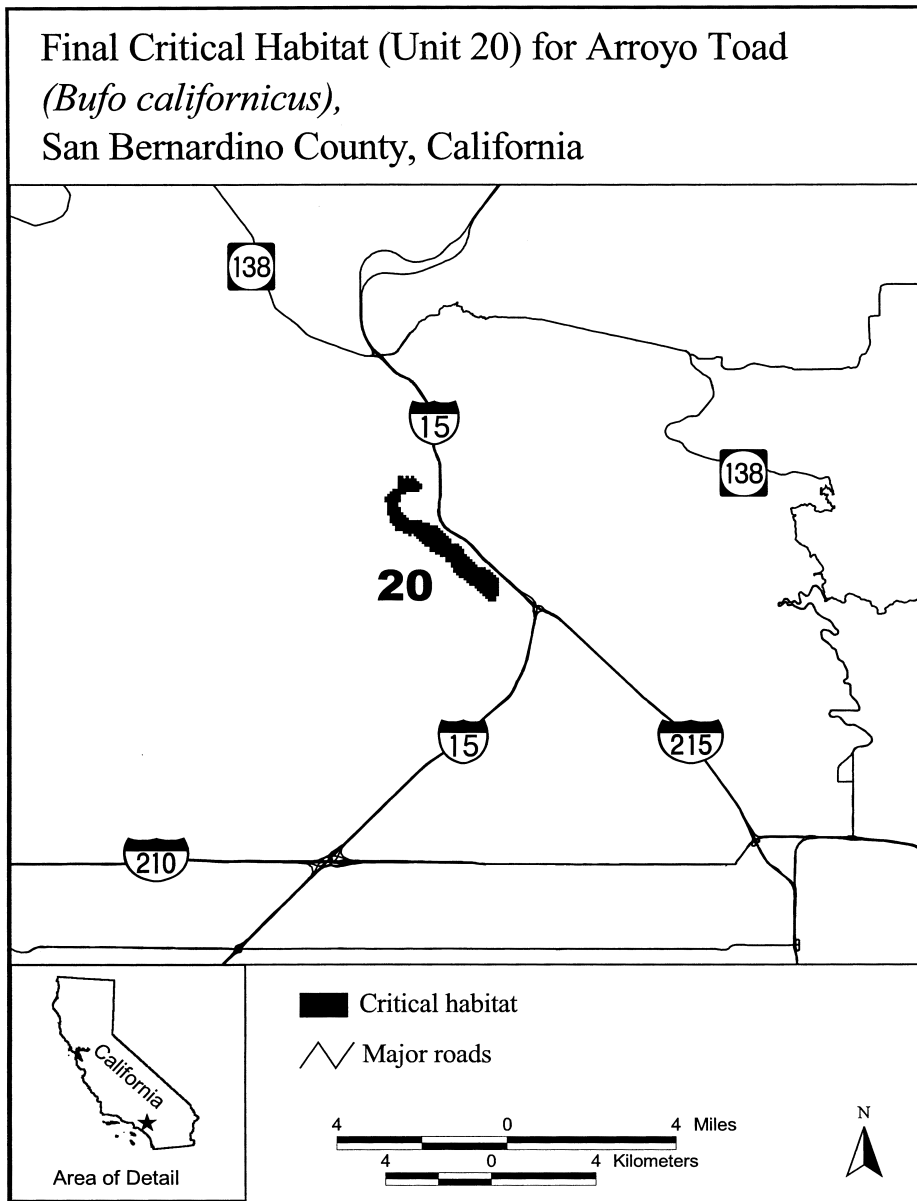 Final Critical Habitat (Unit 20) for Arroyo Toad
(Bufo californicus),
San Bernardino County, California
138
15
138
20
15
215
210
California
Area of Detail
Critical habitat
Major roads
4 0 4 Miles
4 0 4 Kilometers
N